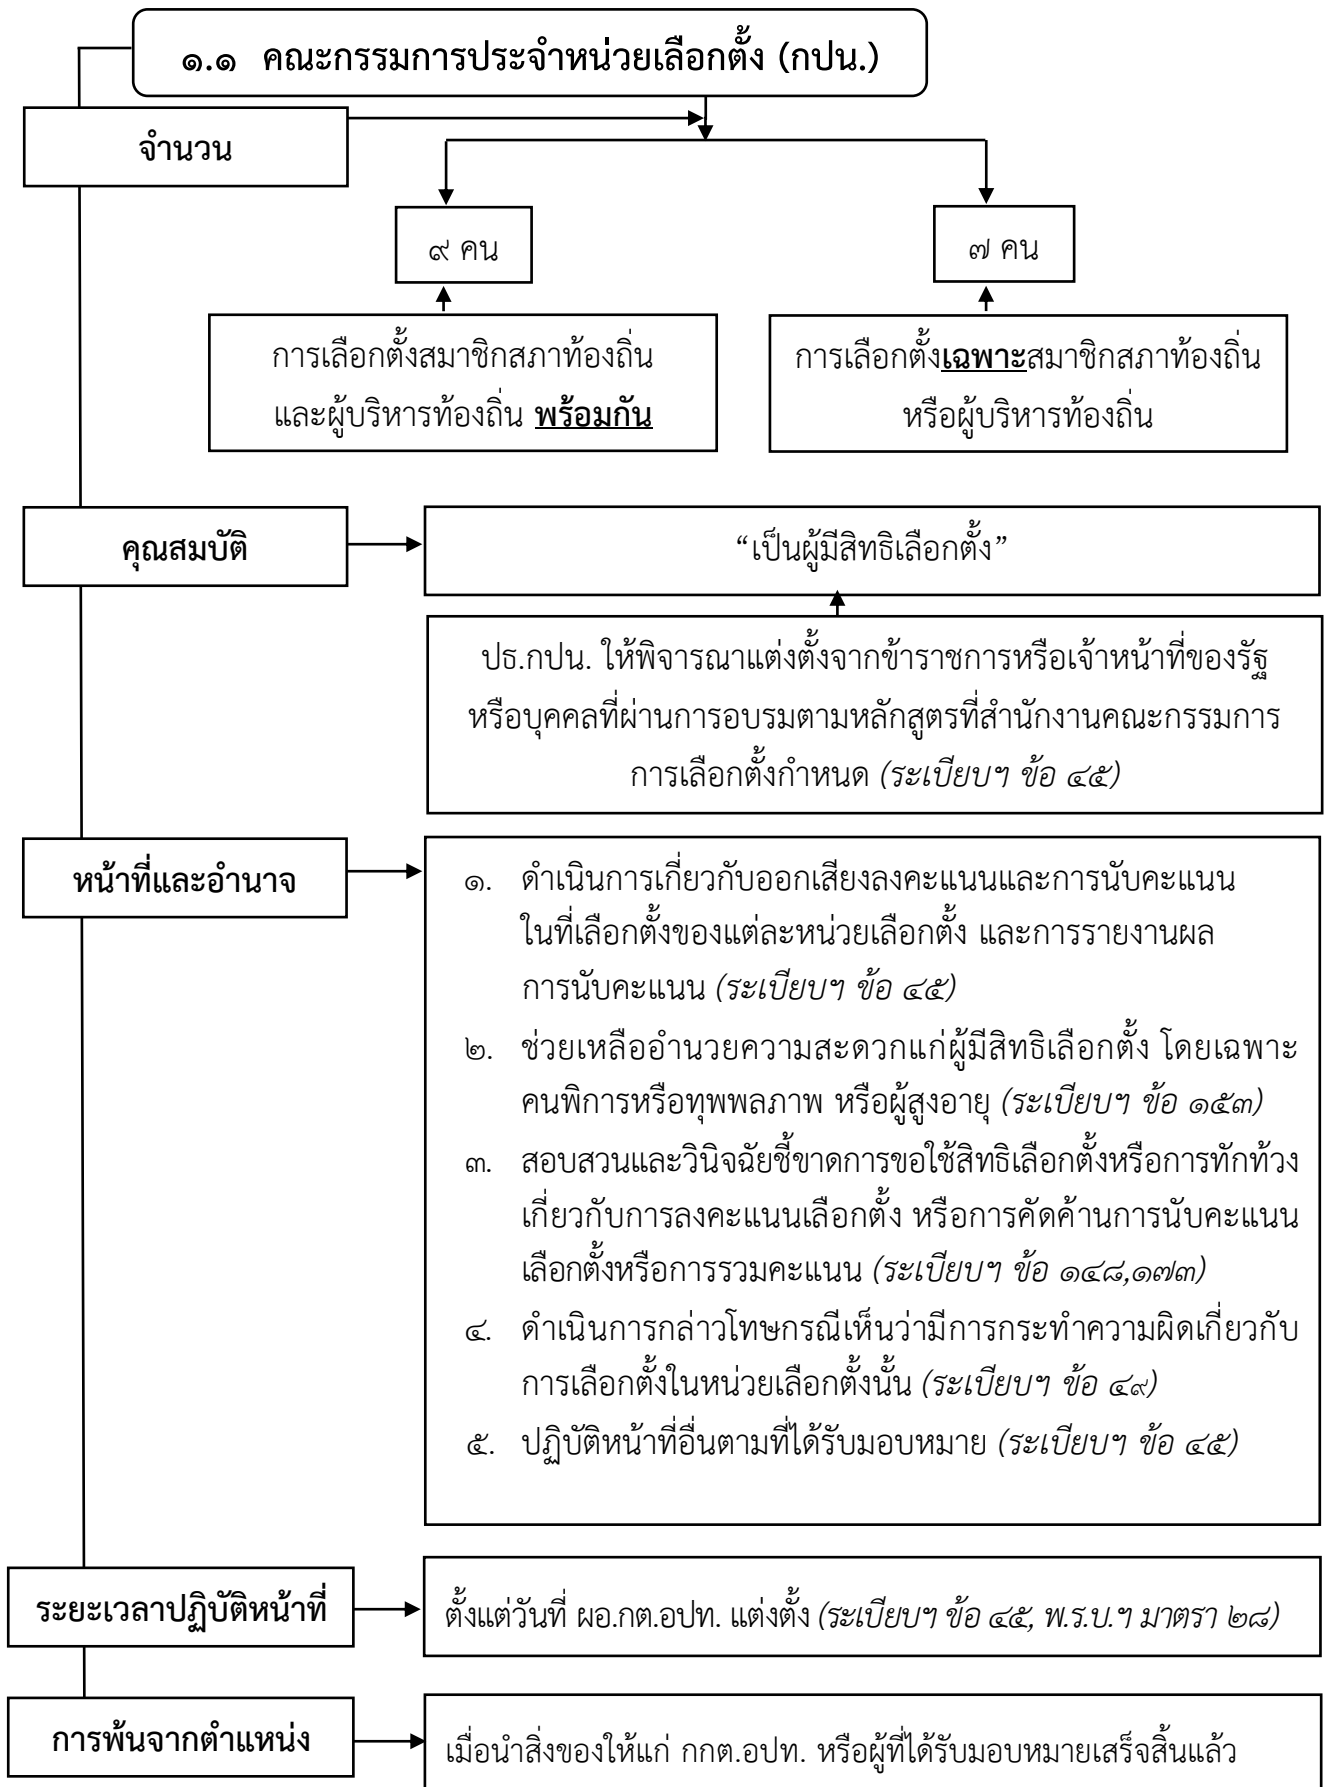 ๑.๑ คณะกรรมการประจำหน่วยเลือกตั้ง (กปน.)
จำนวน
๙ คน
๗ คน
การเลือกตั้งสมาชิกสภาท้องถิ่น
และผู้บริหารท้องถิ่น พร้อมกัน
การเลือกตั้งเฉพาะสมาชิกสภาท้องถิ่น
หรือผู้บริหารท้องถิ่น
คุณสมบัติ
“เป็นผู้มีสิทธิเลือกตั้ง”
ปธ.กปน. ให้พิจารณาแต่งตั้งจากข้าราชการหรือเจ้าหน้าที่ของรัฐ
หรือบุคคลที่ผ่านการอบรมตามหลักสูตรที่สำนักงานคณะกรรมการ
การเลือกตั้งกำหนด (ระเบียบฯ ข้อ ๔๕)
หน้าที่และอำนาจ
๑. ดำเนินการเกี่ยวกับออกเสียงลงคะแนนและการนับคะแนน
ในที่เลือกตั้งของแต่ละหน่วยเลือกตั้ง และการรายงานผล
การนับคะแนน (ระเบียบฯ ข้อ ๔๕)
๒. ช่วยเหลืออำนวยความสะดวกแก่ผู้มีสิทธิเลือกตั้ง โดยเฉพาะ
คนพิการหรือทุพพลภาพ หรือผู้สูงอายุ (ระเบียบฯ ข้อ ๑๕๓)
๓. สอบสวนและวินิจฉัยชี้ขาดการขอใช้สิทธิเลือกตั้งหรือการทักท้วง
เกี่ยวกับการลงคะแนนเลือกตั้ง หรือการคัดค้านการนับคะแนน
เลือกตั้งหรือการรวมคะแนน (ระเบียบฯ ข้อ ๑๔๘,๑๗๓)
๔. ดำเนินการกล่าวโทษกรณีเห็นว่ามีการกระทำความผิดเกี่ยวกับ
การเลือกตั้งในหน่วยเลือกตั้งนั้น (ระเบียบฯ ข้อ ๔๙)
๕. ปฏิบัติหน้าที่อื่นตามที่ได้รับมอบหมาย (ระเบียบฯ ข้อ ๔๕)
ระยะเวลาปฏิบัติหน้าที่
ตั้งแต่วันที่ ผอ.กต.อปท. แต่งตั้ง (ระเบียบฯ ข้อ ๔๕, พ.ร.บ.ฯ มาตรา ๒๘)
การพ้นจากตำแหน่ง
เมื่อนำสิ่งของให้แก่ กกต.อปท. หรือผู้ที่ได้รับมอบหมายเสร็จสิ้นแล้ว